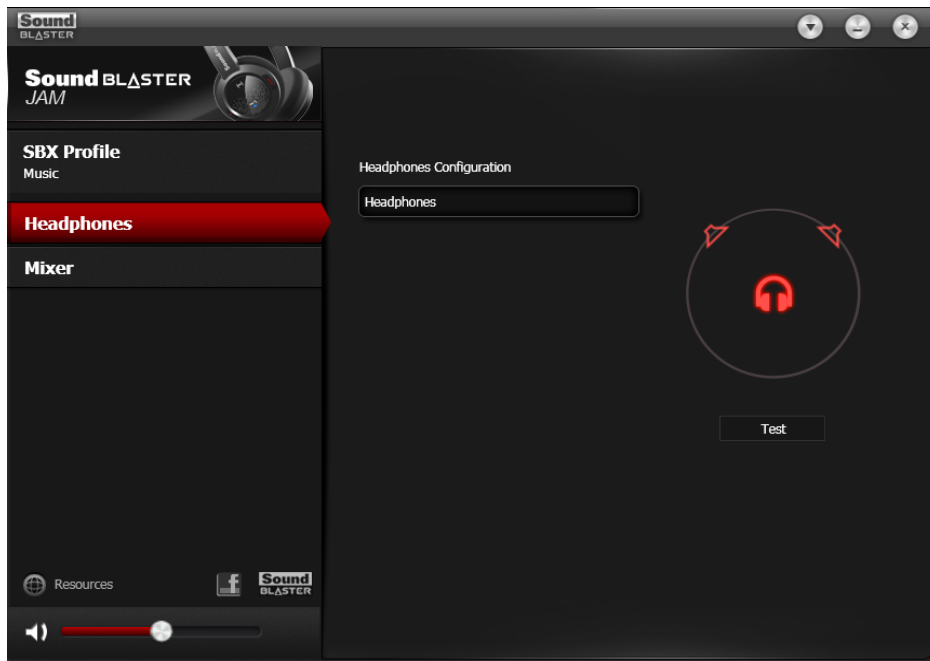 Sound
BLASTER
Sound BLASTER
JAM
SBX Profile
Music
Headphones
Mixer
Headphones Configuration
Headphones
Test
Resources
f
Sound
BLASTER